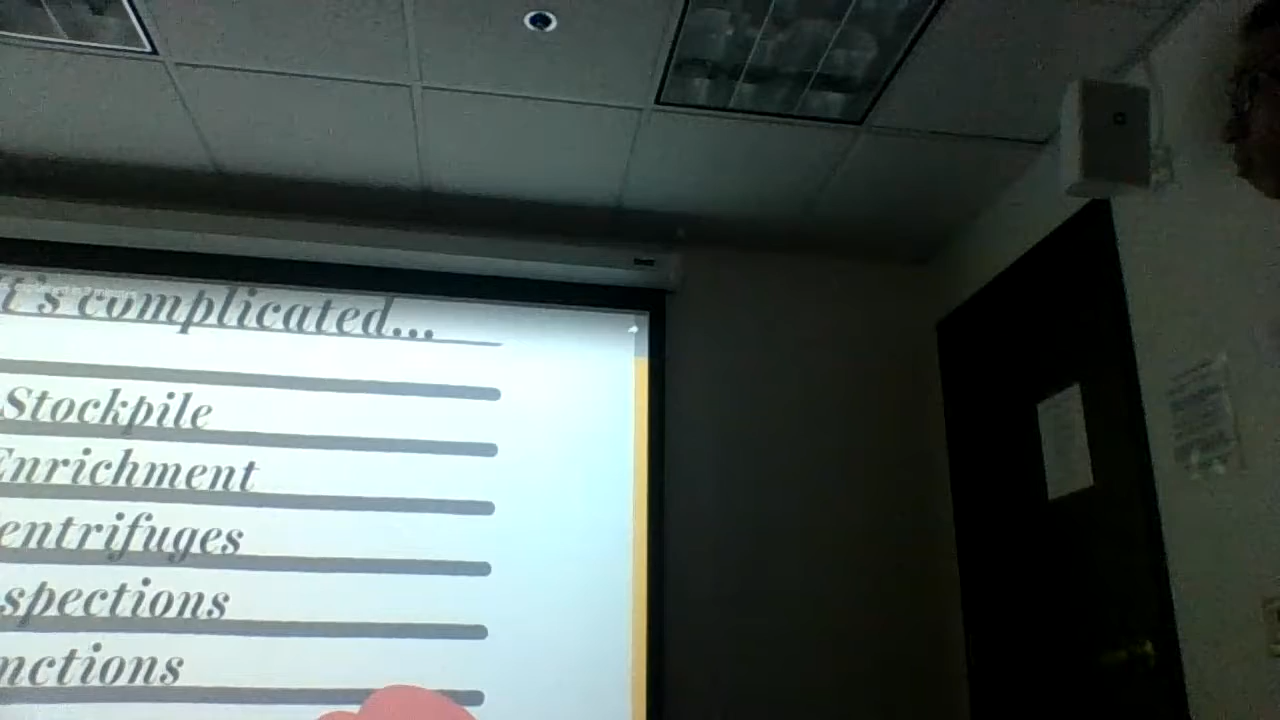 t's complicated...
Stockpile
Enrichment
entrifuges
spections
nctions